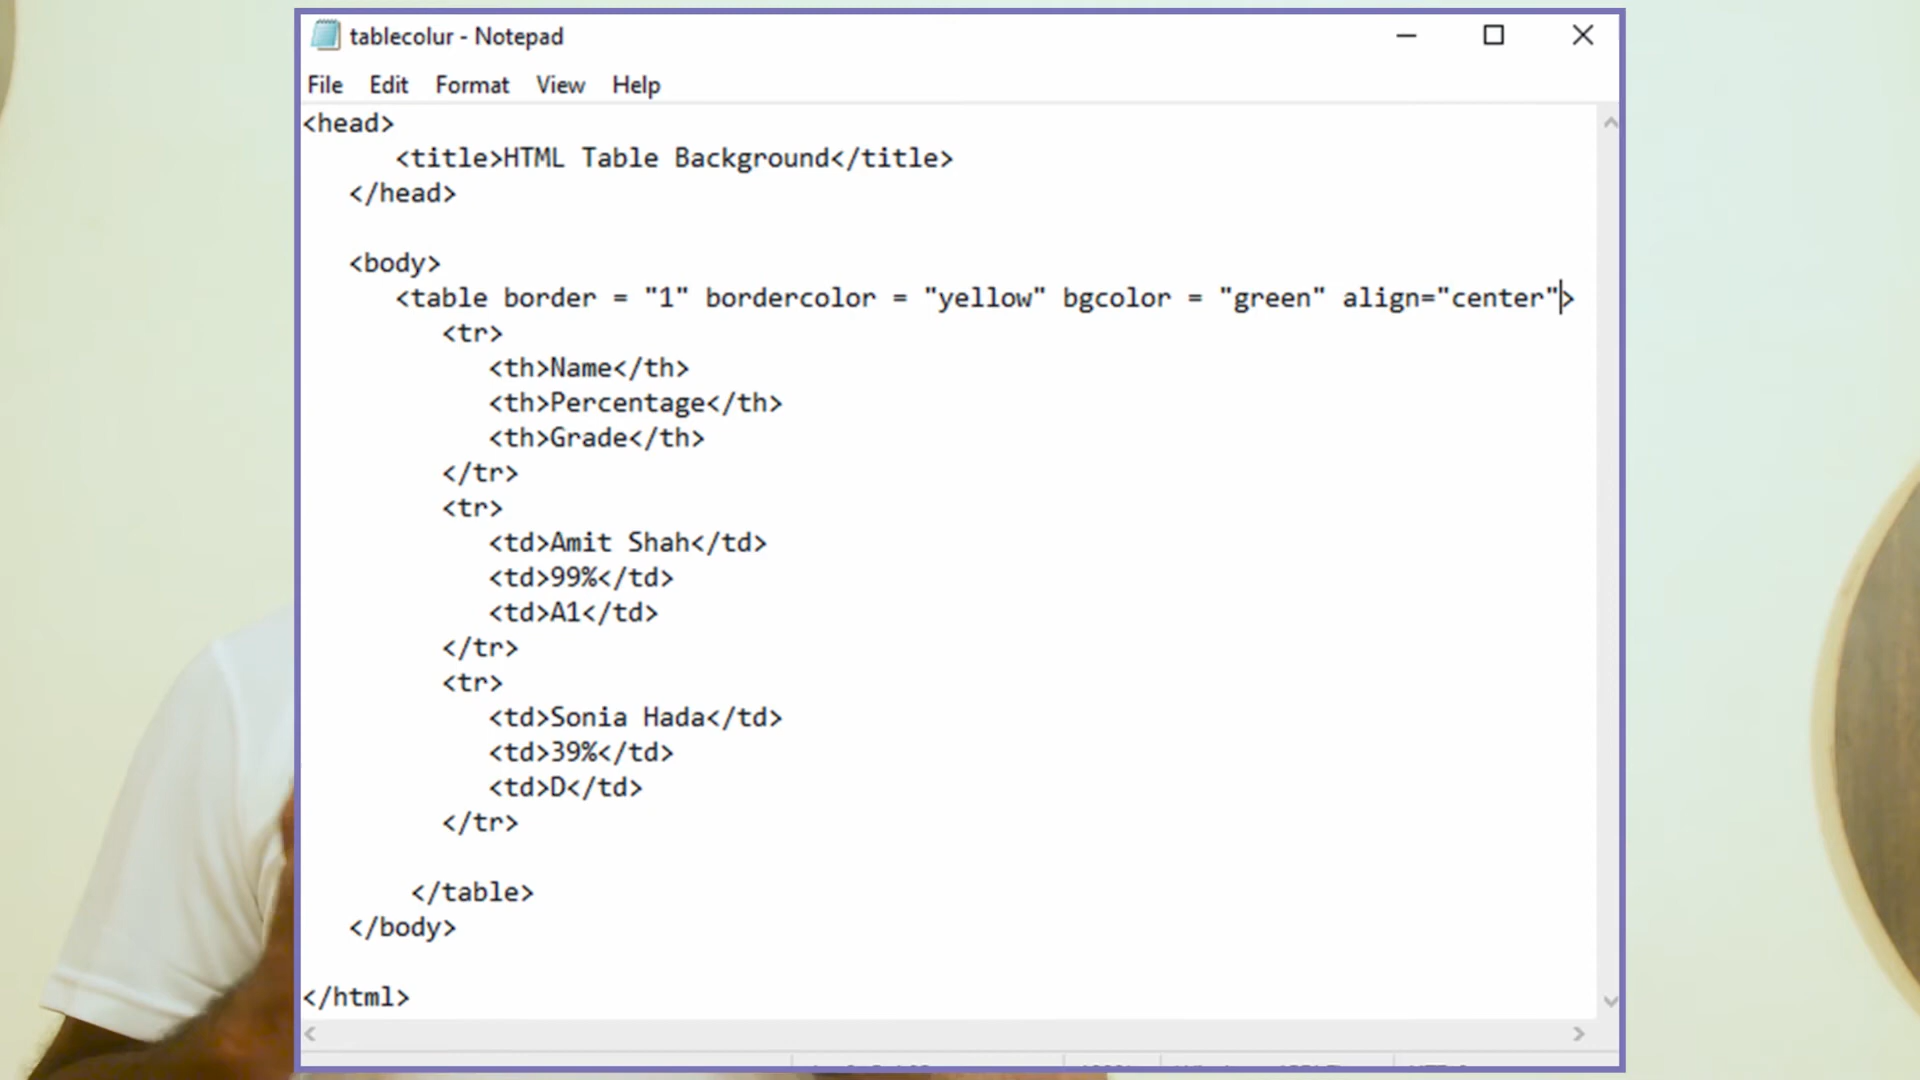 tablecolur - Notepad
File Edit Format View Help
<head>
<title>HTML Table Background</title>
</head>
<body>
<table border = "1" bordercolor = "yellow" bgcolor = "green" align="center">
<tr>
<th>Name</th>
<th>Percentage</th>
<th>Grade</th>
</tr>
<tr>
<td>Amit Shah</td>
<td>99%</td>
<td>A1</td>
</tr>
<tr>
<td>Sonia Hada</td>
<td>39%</td>
<td>D</td>
</tr>
</table>
</body>
</html>